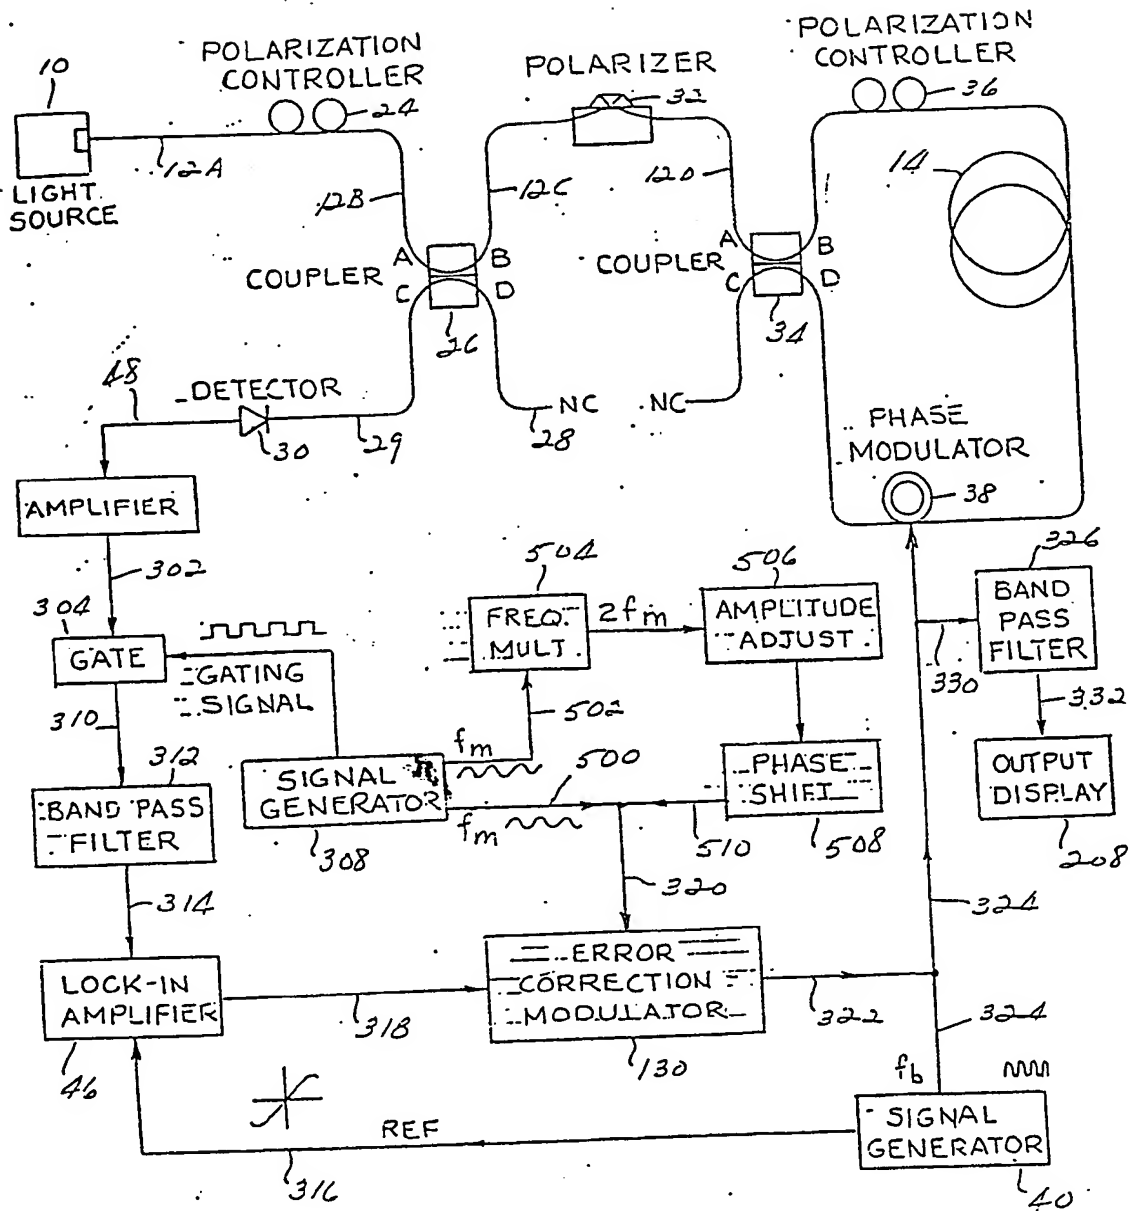 POLARIZATION
CONTROLLER
24
POLARIZER
32
POLARIZATION
CONTROLLER
36
10
LIGHT
SOURCE
12A
12B
12C
12D
14
A
B
C
D
COUPLER
26
A
B
C
D
COUPLER
34
48
DETECTOR
30
29
NC
28
NC
PHASE
MODULATOR
38
AMPLIFIER
302
304
GATE
GATING
SIGNAL
310
504
FREQ.
MULT.
2fm
506
AMPLITUDE
ADJUST
326
BAND
PASS
FILTER
330
332
502
fm
500
312
BAND PASS
FILTER
SIGNAL
GENERATOR
308
fm
PHASE
SHIFT
510
508
OUTPUT
DISPLAY
208
320
324
314
LOCK-IN
AMPLIFIER
46
318
ERROR
CORRECTION
MODULATOR
130
322
324
fb
REF
316
SIGNAL
GENERATOR
40